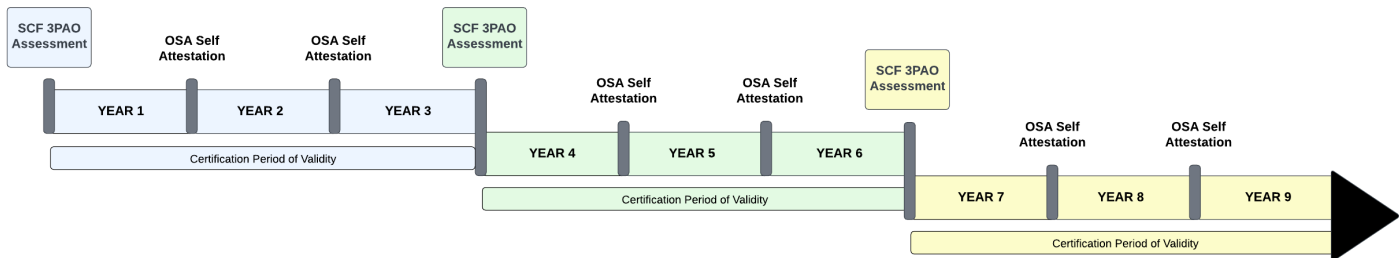 SCF 3PAO
Assessment
OSA Self
Attestation
OSA Self
Attestation
YEAR 1
YEAR 2
YEAR 3
Certification Period of Validity
SCF 3PAO
Assessment
OSA Self
Attestation
OSA Self
Attestation
YEAR 4
YEAR 5
YEAR 6
Certification Period of Validity
SCF 3PAO
Assessment
OSA Self
Attestation
OSA Self
Attestation
YEAR 7
YEAR 8
YEAR 9
Certification Period of Validity